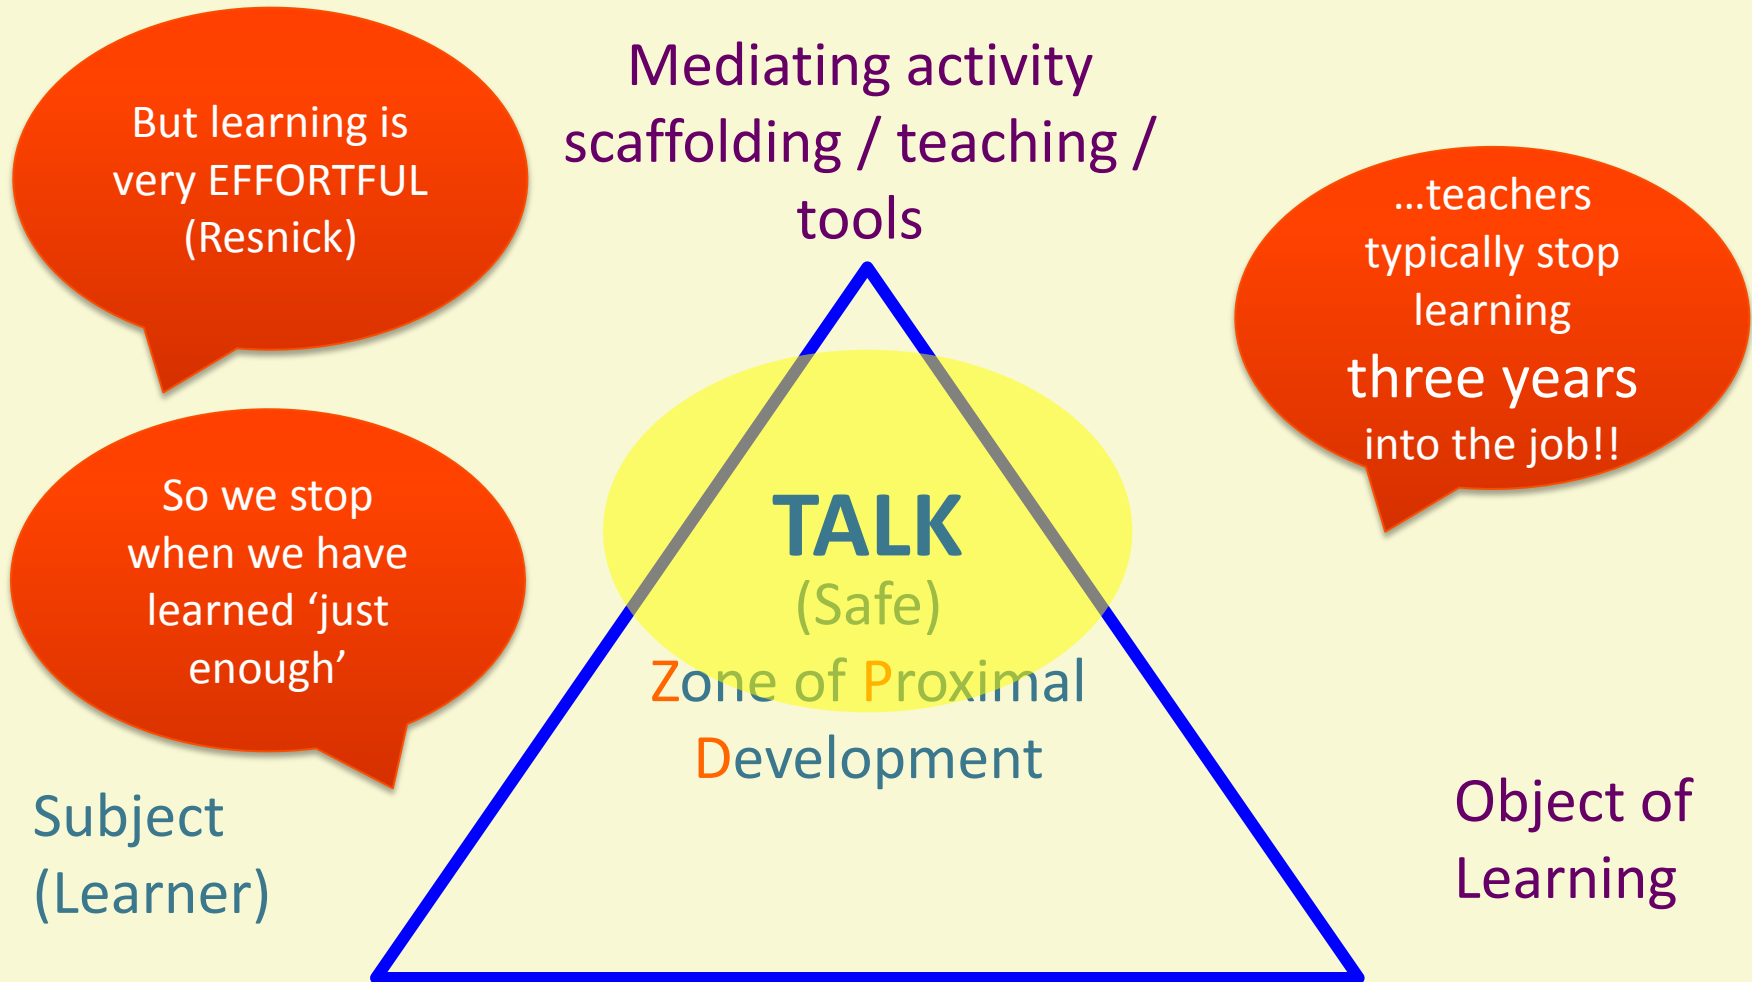 But learning is
very EFFORTFUL
(Resnick)
Mediating activity
scaffolding / teaching /
tools
…teachers
typically stop
learning
three years
into the job!!
So we stop
when we have
learned ‘just
enough’
TALK
(Safe)
Zone of Proximal
Development
Subject
(Learner)
Object of
Learning